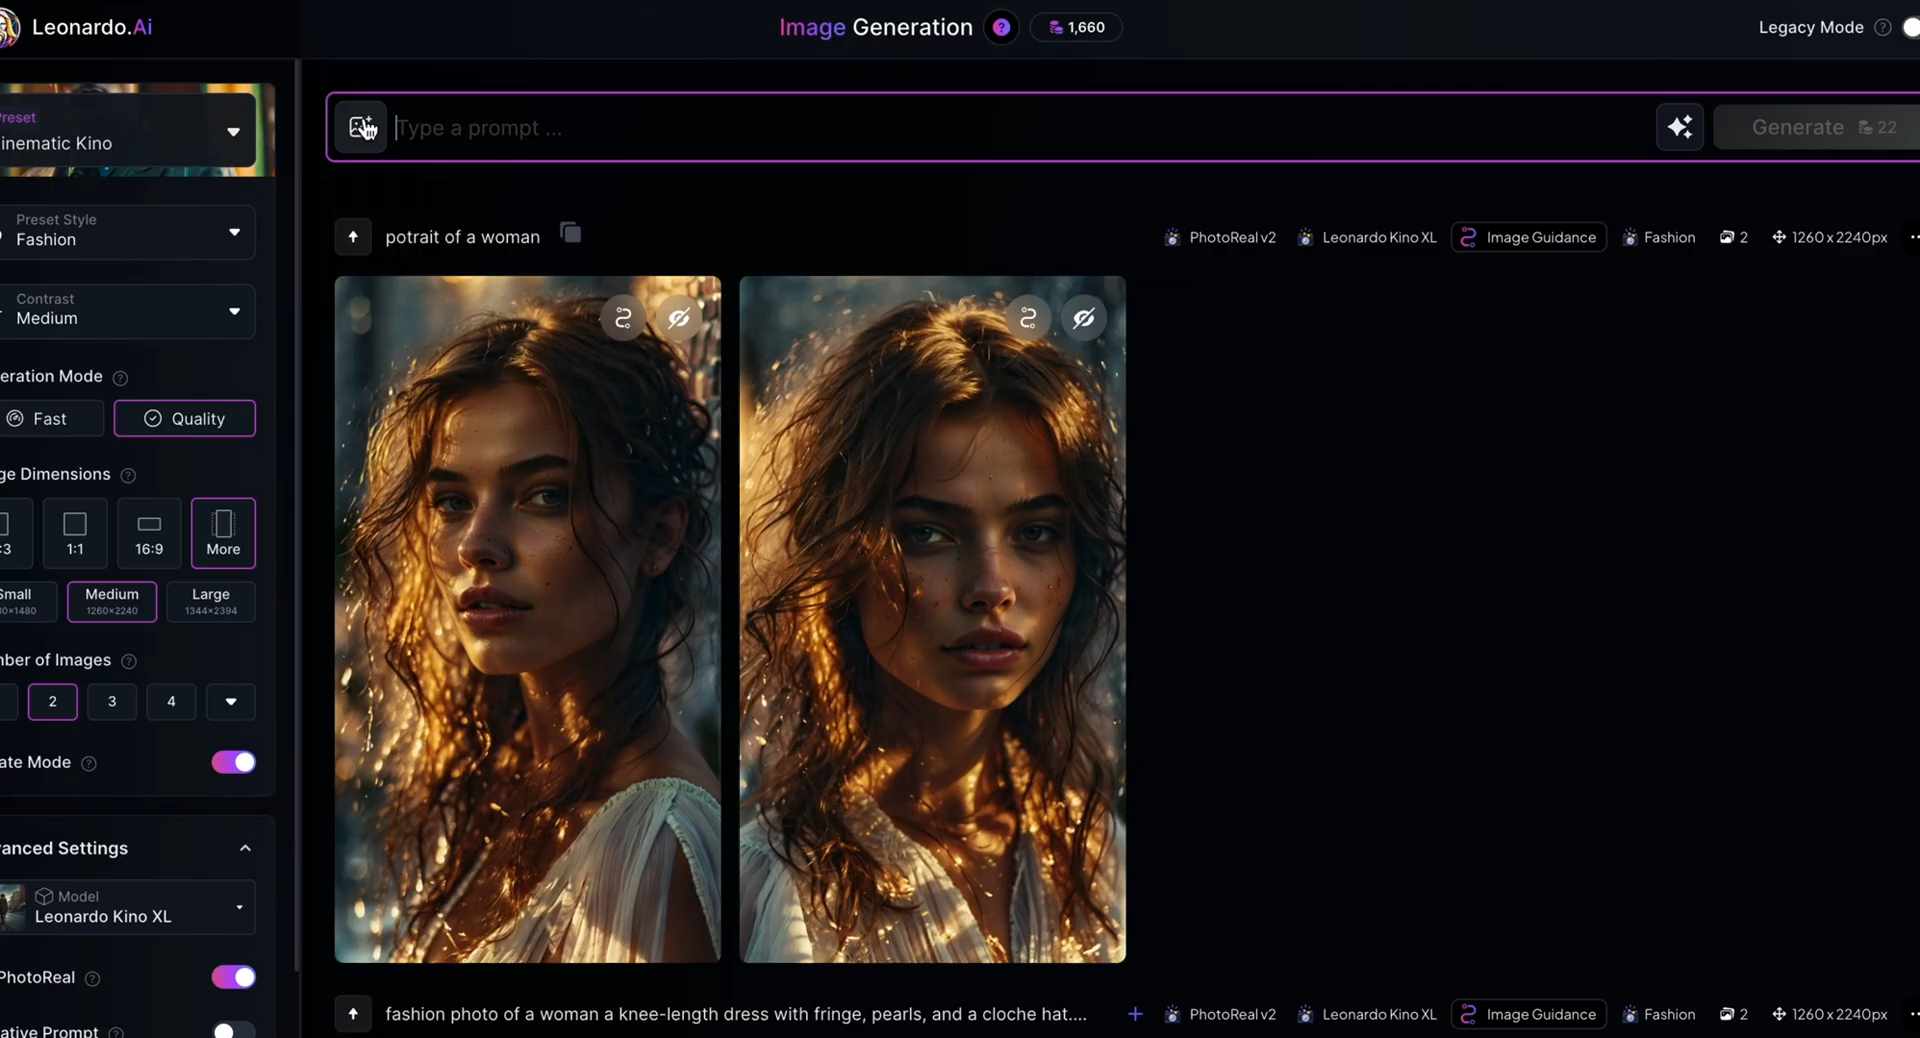 Leonardo.Ai
Image Generation
1,660
Legacy Mode
reset
inematic Kino
Type a prompt ...
Generate 22
Preset Style
Fashion
Contrast
Medium
eration Mode
Fast
Quality
ge Dimensions
:3
1:1
16:9
More
Small
0×1480
Medium
1260×2240
Large
1344×2394
ber of Images
2
3
4
ate Mode
anced Settings
Model
Leonardo Kino XL
PhotoReal
ative Prompt
potrait of a woman
PhotoReal v2
Leonardo Kino XL
Image Guidance
Fashion
2
1260 x 2240px
fashion photo of a woman a knee-length dress with fringe, pearls, and a cloche hat....
PhotoReal v2
Leonardo Kino XL
Image Guidance
Fashion
2
1260 x 2240px